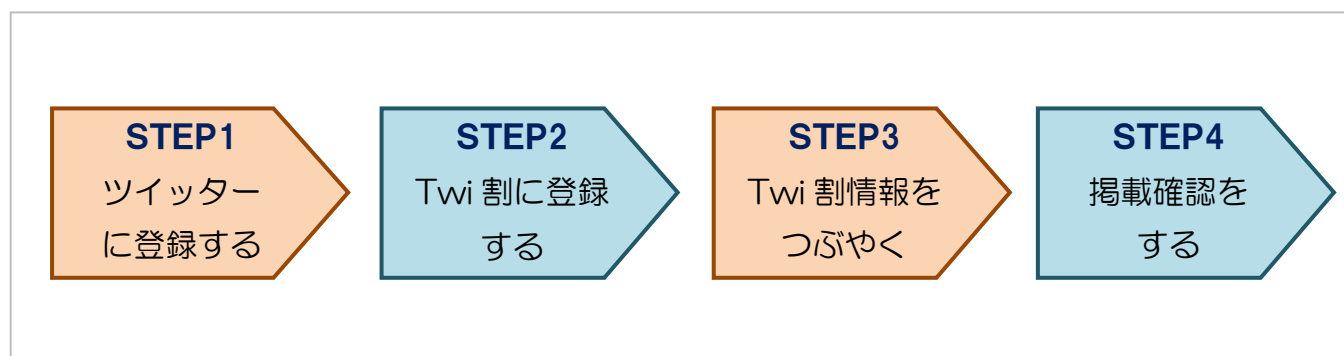 STEP1
ツイッター
に登録する
STEP2
Twi 割に登録
する
STEP3
Twi 割情報を
つぶやく
STEP4
掲載確認を
する